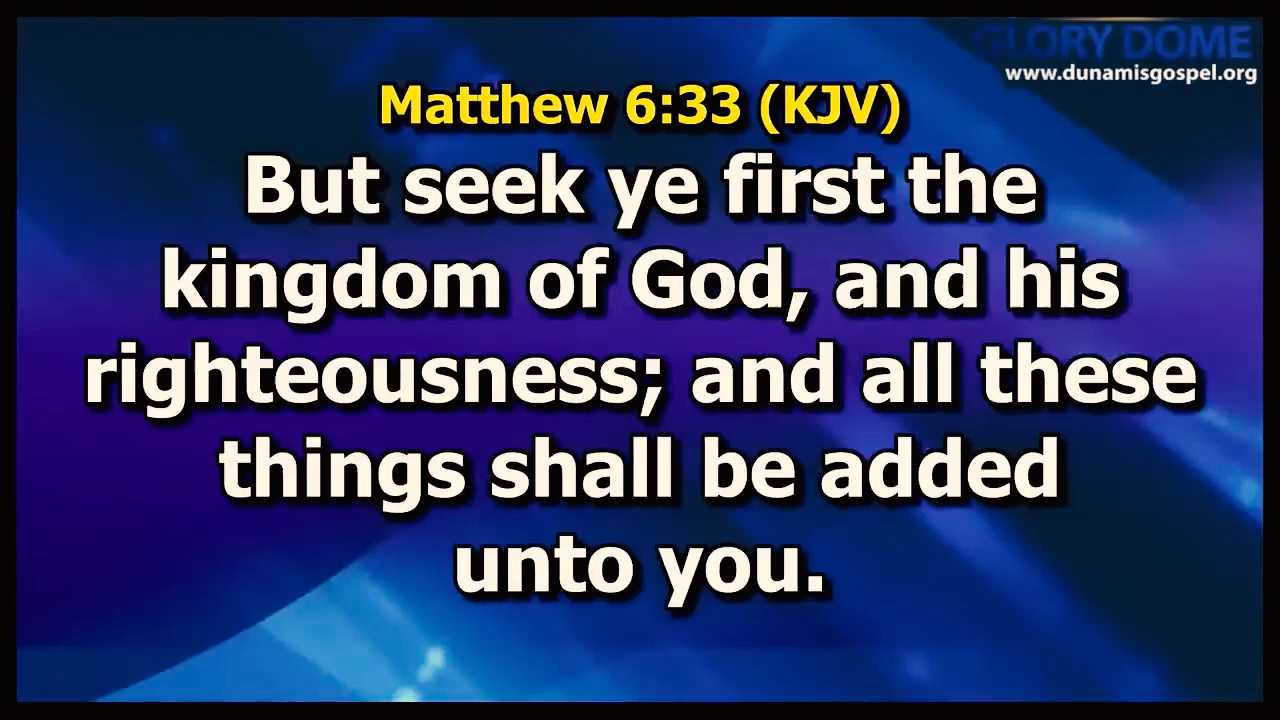 GLORY DOME
www.dunamisgospel.org
Matthew 6:33 (KJV)
But seek ye first the
kingdom of God, and his
righteousness; and all these
things shall be added
unto you.